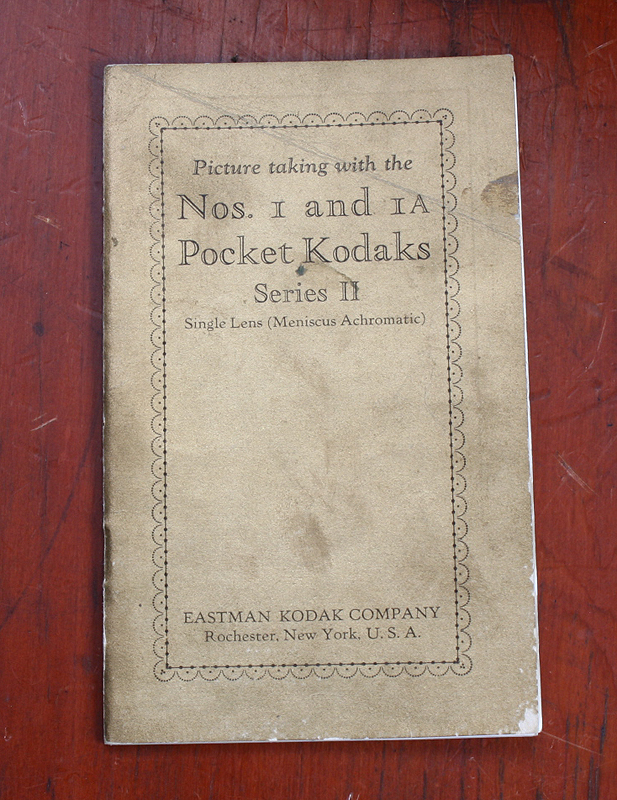 Picture taking with the
Nos. 1 and 1A
Pocket Kodaks
Series II
Single Lens (Meniscus Achromatic)
EASTMAN KODAK COMPANY
Rochester, New York, U. S. A.